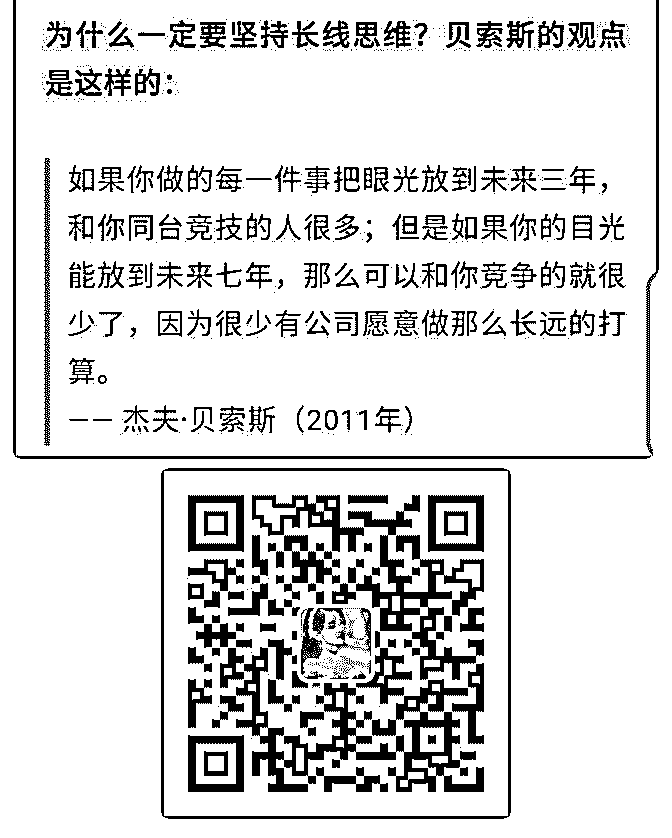 为什么一定要坚持长线思维？贝索斯的观点
是这样的：
如果你做的每一件事把眼光放到未来三年，
和你同台竞技的人很多；但是如果你的目光
能放到未来七年，那么可以和你竞争的就很
少了，因为很少有公司愿意做那么长远的打
算。
—— 杰夫·贝索斯（2011年）